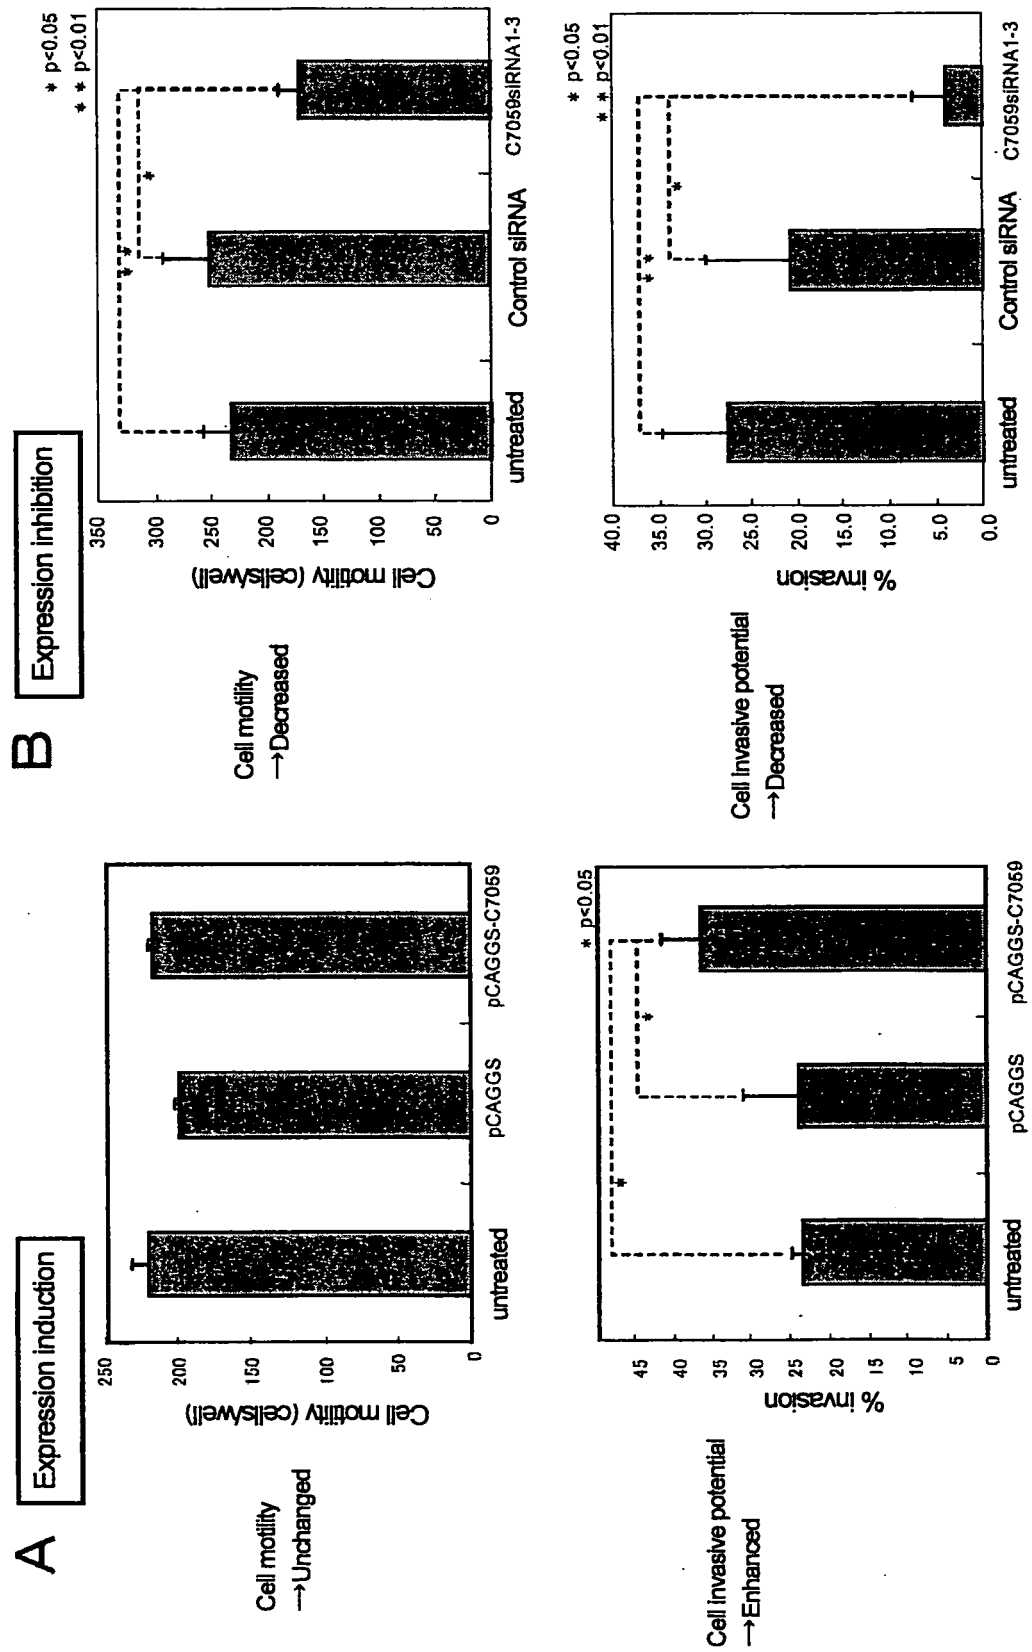 A
Expression induction
Cell motility
→Unchanged
Cell motility (cells/well)
250
200
150
100
50
0
untreated
pCAGGS
pCAGGS-C7059
Cell invasive potential
→Enhanced
% invasion
45
40
35
30
25
20
15
10
5
0
* p<0.05
*
*
untreated
pCAGGS
pCAGGS-C7059
B
Expression inhibition
Cell motility
→Decreased
Cell motility (cells/well)
350
300
250
200
150
100
50
0
* p<0.05
* * p<0.01
* *
*
untreated
Control siRNA
C7059siRNA1-3
Cell invasive potential
→Decreased
% invasion
40.0
35.0
30.0
25.0
20.0
15.0
10.0
5.0
0.0
* p<0.05
* * p<0.01
* *
*
untreated
Control siRNA
C7059siRNA1-3